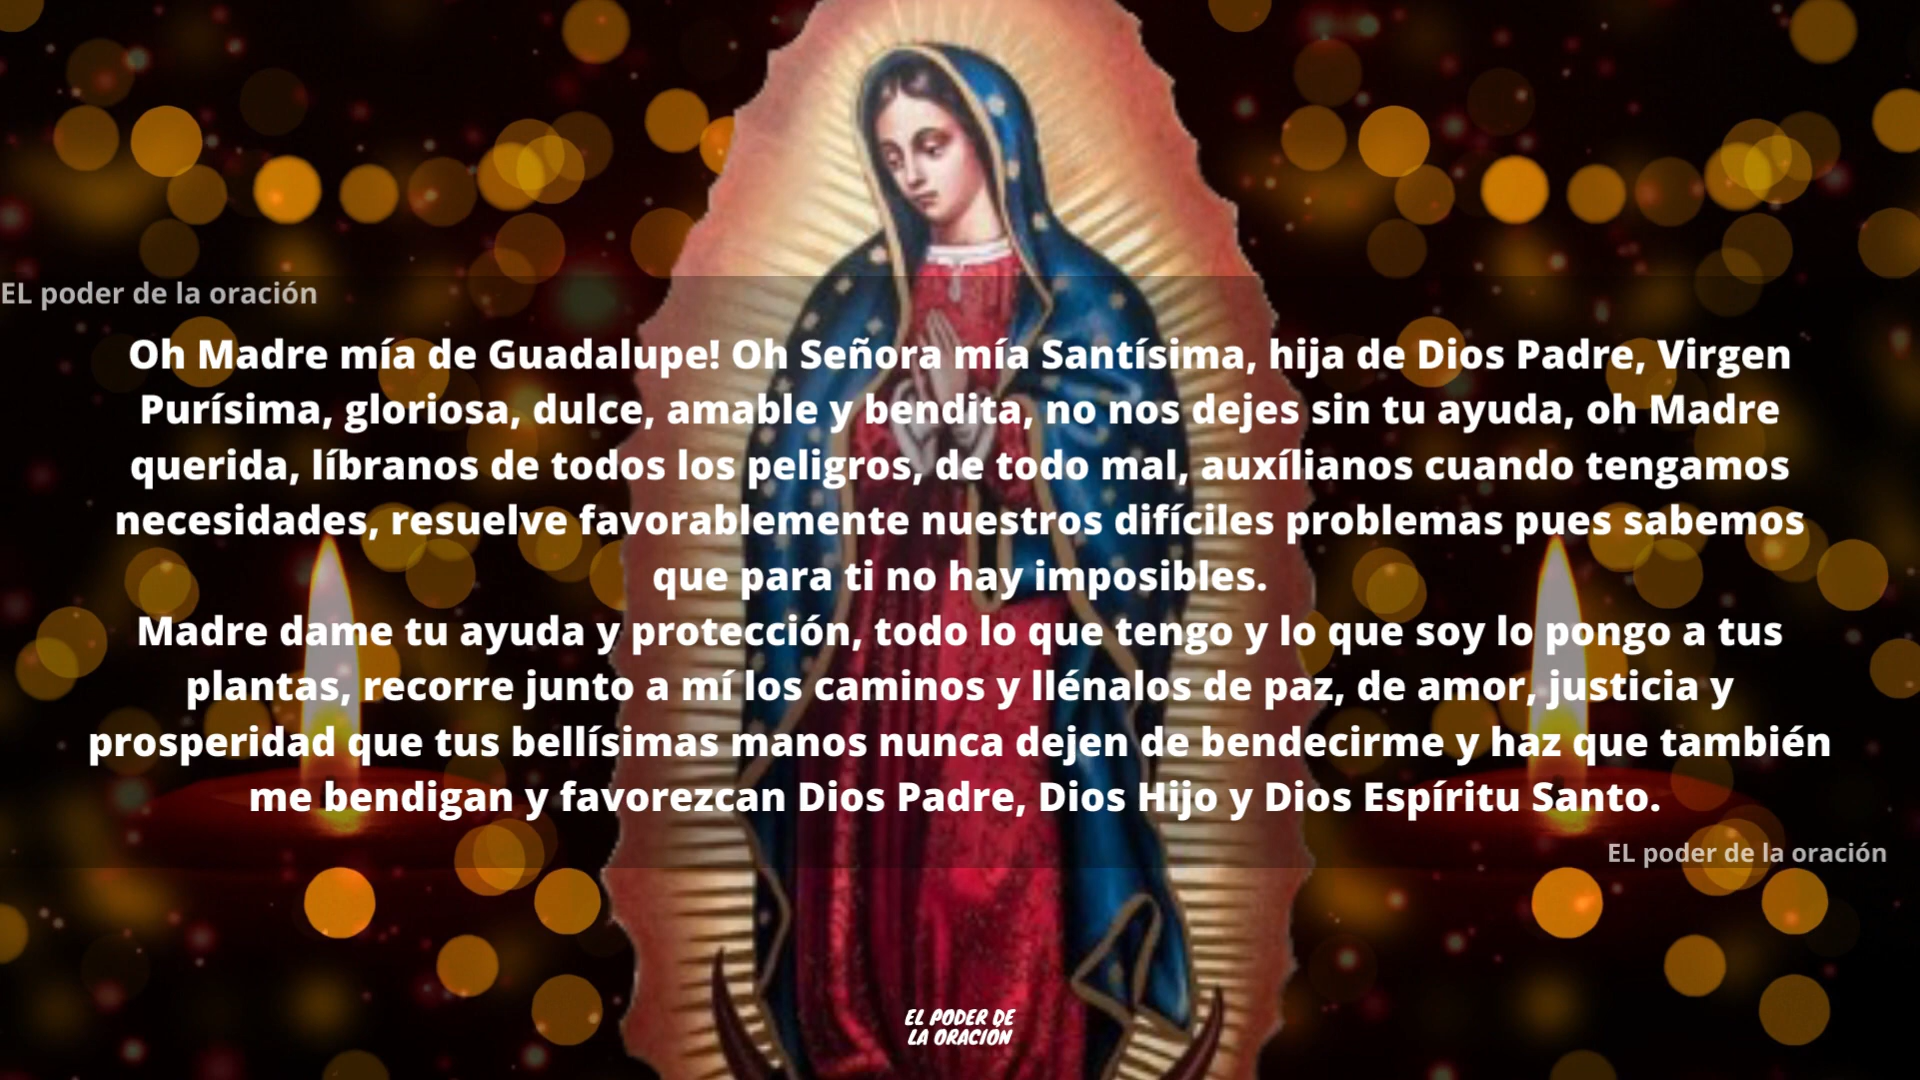 EL poder de la oración
Oh Madre mía de Guadalupe! Oh Señora mía Santísima, hija de Dios Padre, Virgen
Purísima, gloriosa, dulce, amable y bendita, no nos dejes sin tu ayuda, oh Madre
querida, líbranos de todos los peligros, de todo mal, auxílianos cuando tengamos
necesidades, resuelve favorablemente nuestros difíciles problemas pues sabemos
que para ti no hay imposibles.
Madre dame tu ayuda y protección, todo lo que tengo y lo que soy lo pongo a tus
plantas, recorre junto a mí los caminos y llénalos de paz, de amor, justicia y
prosperidad que tus bellísimas manos nunca dejen de bendecirme y haz que también
me bendigan y favorezcan Dios Padre, Dios Hijo y Dios Espíritu Santo.
EL poder de la oración
EL PODER DE
LA ORACIÓN